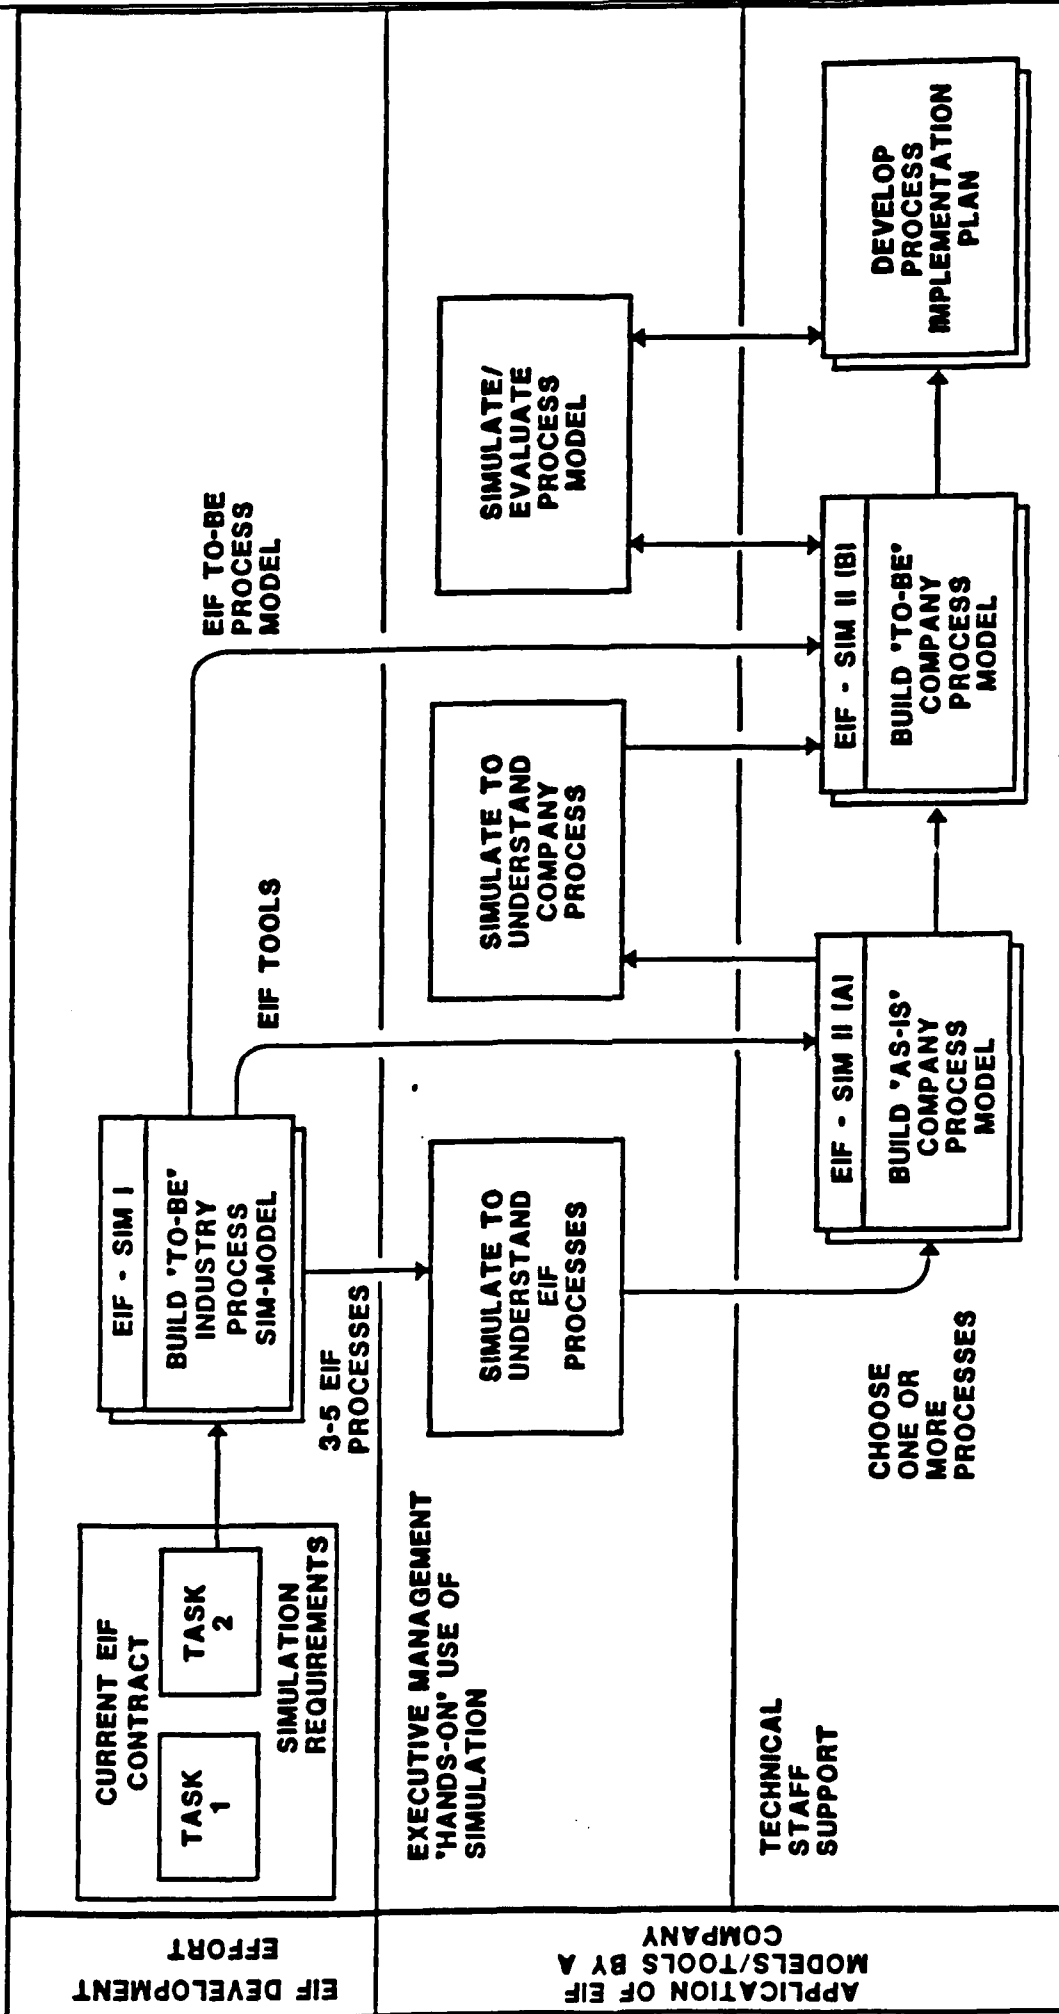 EIF DEVELOPMENT
EFFORT
CURRENT EIF
CONTRACT
TASK
1
TASK
2
SIMULATION
REQUIREMENTS
EIF - SIM I
BUILD 'TO-BE'
INDUSTRY
PROCESS
SIM-MODEL
EIF TOOLS
EIF TO-BE
PROCESS
MODEL
3-5 EIF
PROCESSES
APPLICATION OF EIF
MODELS/TOOLS BY A
COMPANY
EXECUTIVE MANAGEMENT
'HANDS-ON' USE OF
SIMULATION
SIMULATE TO
UNDERSTAND
EIF
PROCESSES
SIMULATE TO
UNDERSTAND
COMPANY
PROCESS
SIMULATE/
EVALUATE
PROCESS
MODEL
TECHNICAL
STAFF
SUPPORT
CHOOSE
ONE OR
MORE
PROCESSES
EIF - SIM II (A)
BUILD 'AS-IS'
COMPANY
PROCESS
MODEL
EIF - SIM II (B)
BUILD 'TO-BE'
COMPANY
PROCESS
MODEL
DEVELOP
PROCESS
IMPLEMENTATION
PLAN